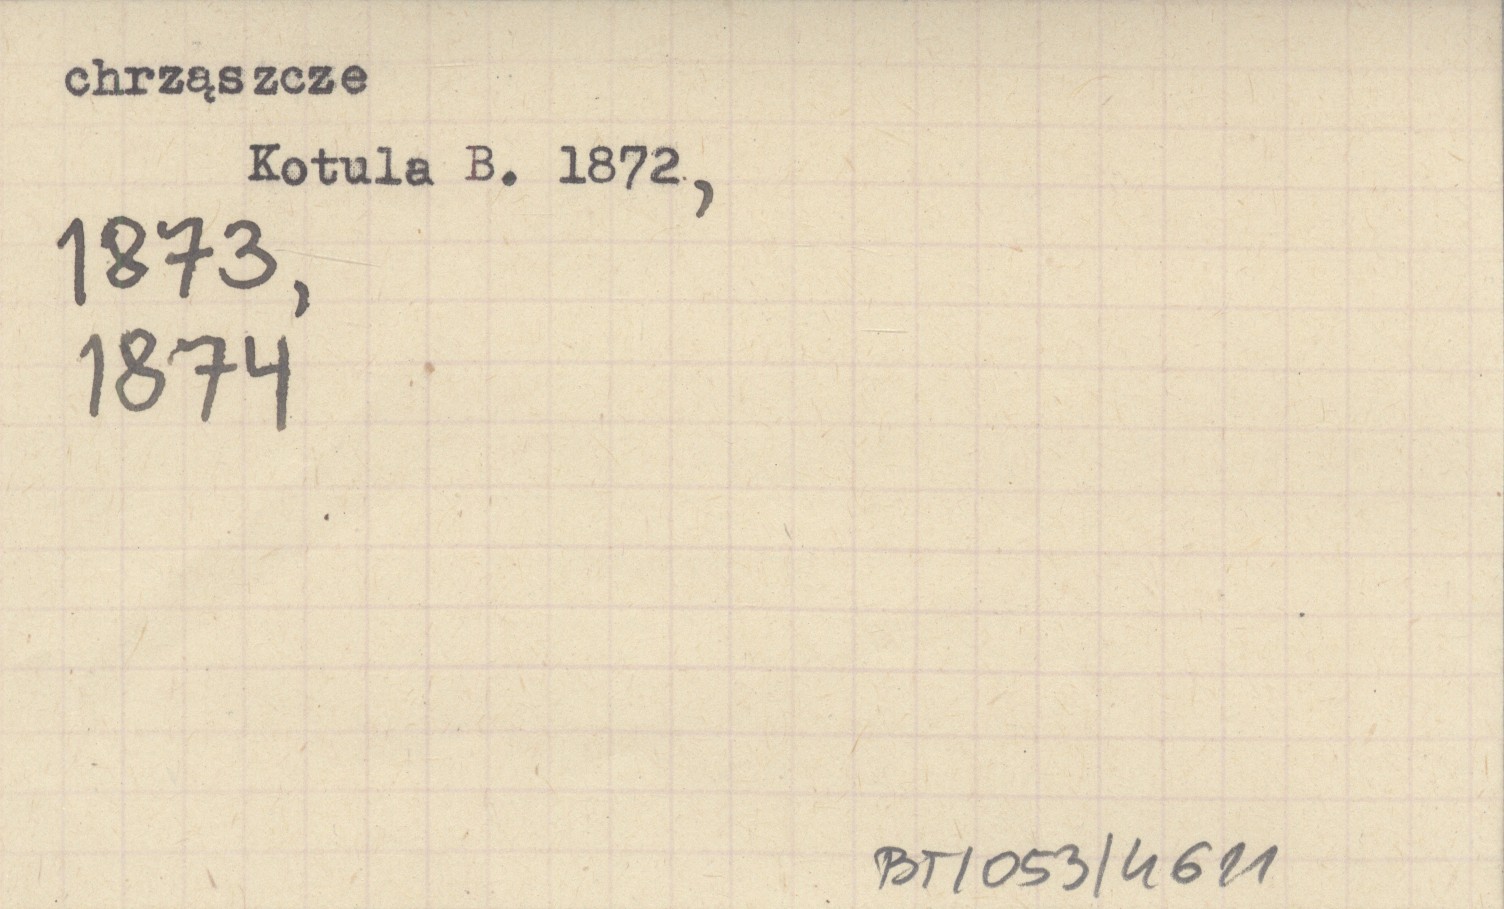 chrząszcze
Kotula B. 1872,
1873,
1874
BT/053/4611